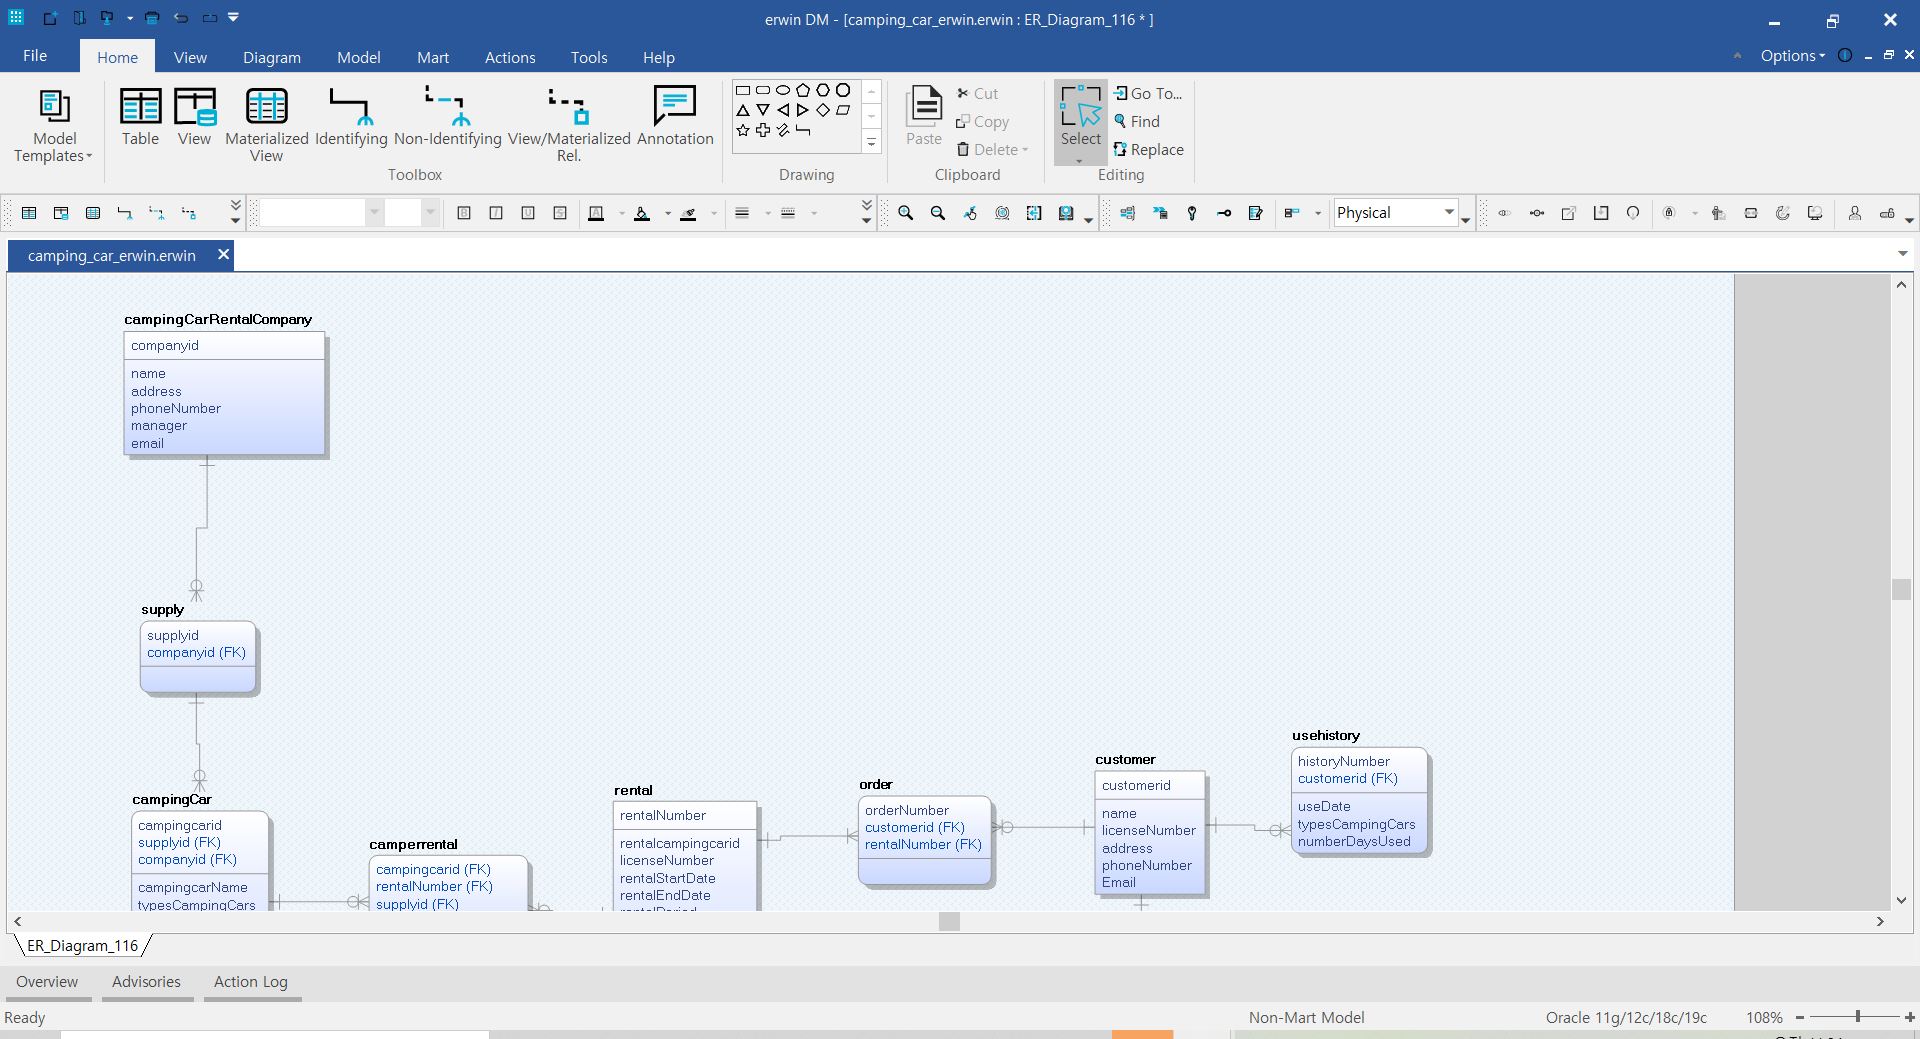 erwin DM - [camping_car_erwin.erwin : ER_Diagram_116 * ]
File Home View Diagram Model Mart Actions Tools Help
Options
Model Templates
Table
View
Materialized View
Identifying
Non-Identifying
View/Materialized Rel.
Annotation
Toolbox
Drawing
Paste
Cut
Copy
Delete
Clipboard
Select
Go To...
Find
Replace
Editing
B I U S
A
Physical
camping_car_erwin.erwin
campingCarRentalCompany
companyid
name
address
phoneNumber
manager
email
supply
supplyid
companyid (FK)
campingCar
campingcarid
supplyid (FK)
companyid (FK)
campingcarName
typesCampingCars
camperrental
campingcarid (FK)
rentalNumber (FK)
supplyid (FK)
rental
rentalNumber
rentalcampingcarid
licenseNumber
rentalStartDate
rentalEndDate
rentalPeriod
order
orderNumber
customerid (FK)
rentalNumber (FK)
customer
customerid
name
licenseNumber
address
phoneNumber
Email
usehistory
historyNumber
customerid (FK)
useDate
typesCampingCars
numberDaysUsed
ER_Diagram_116
Overview Advisories Action Log
Ready
Non-Mart Model
Oracle 11g/12c/18c/19c
108%